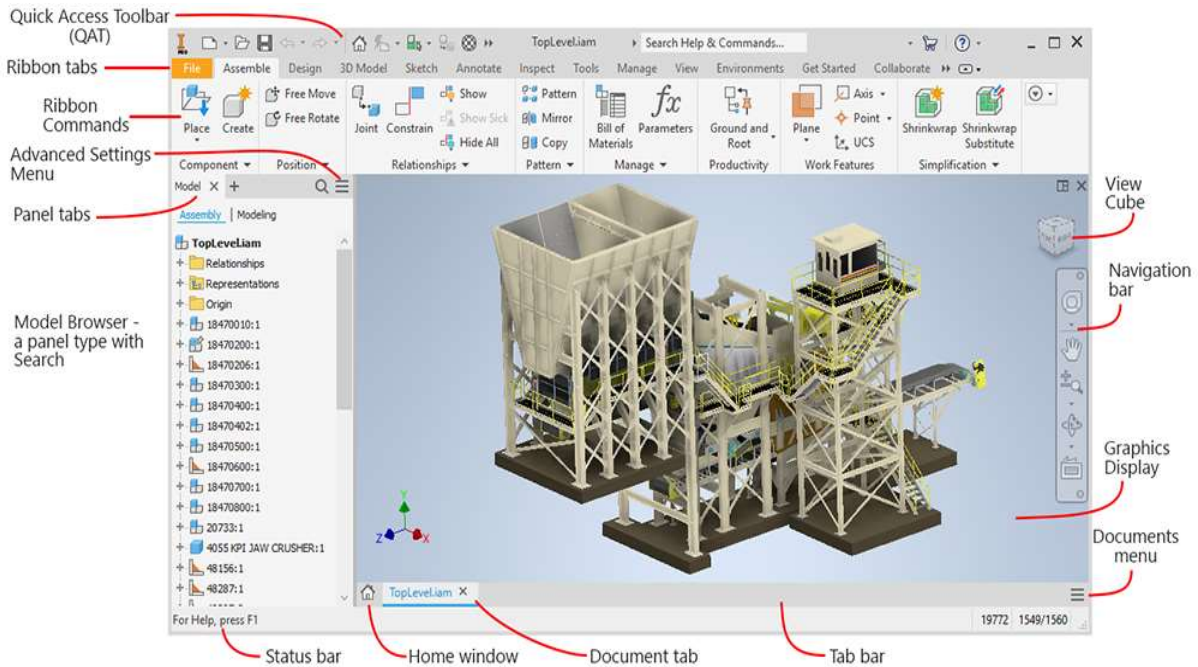 Quick Access Toolbar
(QAT)
TopLevel.iam
Search Help & Commands...
Ribbon tabs
File Assemble Design 3D Model Sketch Annotate Inspect Tools Manage View Environments Get Started Collaborate
Ribbon
Commands
Place
Create
Free Move
Free Rotate
Joint
Constrain
Show
Show Sick
Hide All
Pattern
Mirror
Copy
Bill of
Materials
fx
Parameters
Ground and
Root
Plane
Axis
Point
UCS
Shrinkwrap
Shrinkwrap
Substitute
Component Position Relationships Pattern Manage Productivity Work Features Simplification
Advanced Settings
Menu
Panel tabs
Model
Assembly | Modeling
TopLevel.iam
Relationships
Representations
Origin
18470010:1
18470200:1
18470206:1
18470300:1
18470400:1
18470402:1
18470500:1
18470600:1
18470700:1
18470800:1
20733:1
4055 KPI JAW CRUSHER:1
48156:1
48287:1
Model Browser -
a panel type with
Search
View
Cube
Navigation
bar
Graphics
Display
Documents
menu
Y
Z
X
TopLevel.iam
For Help, press F1
19772 1549/1560
Status bar
Home window
Document tab
Tab bar